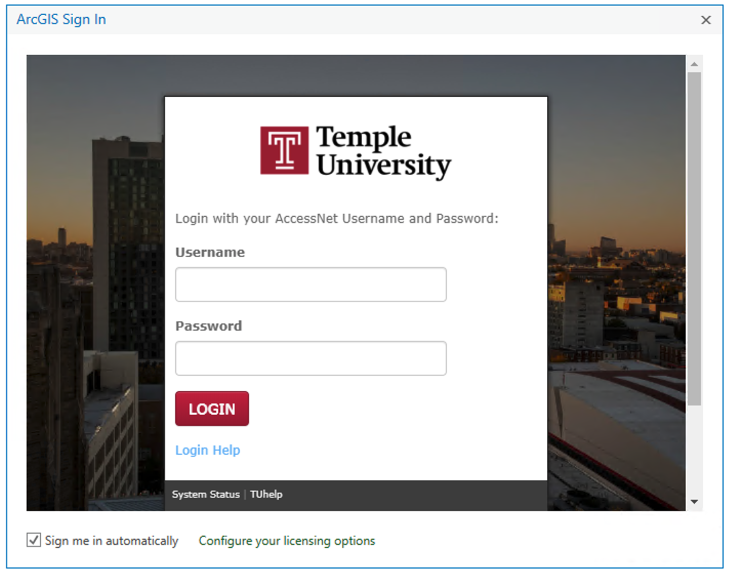 ArcGIS Sign In
Temple
University
Login with your AccessNet Username and Password:
Username
Password
LOGIN
Login Help
System Status | TUhelp
Sign me in automatically
Configure your licensing options